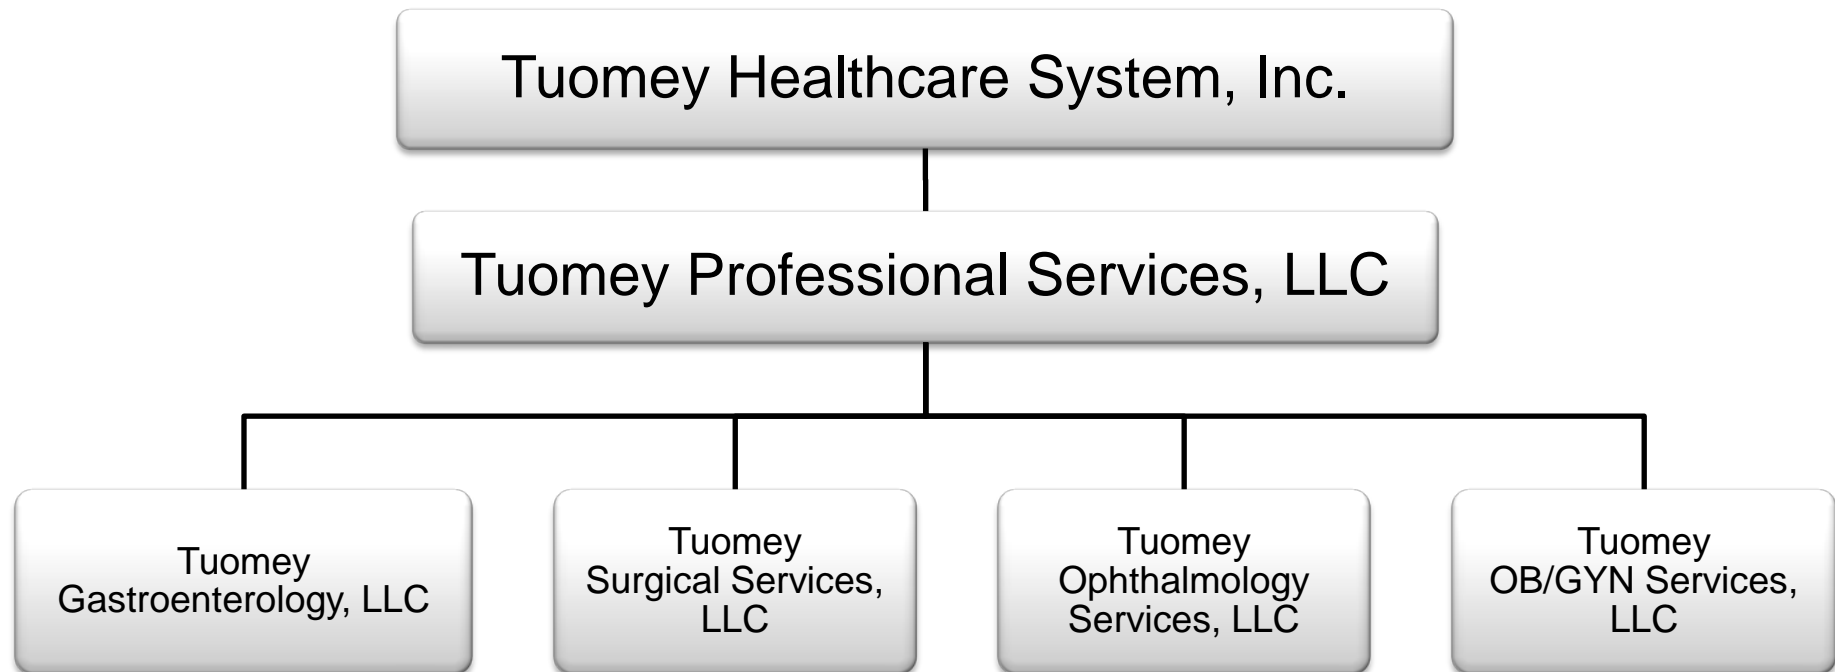 Tuomey Healthcare System, Inc.
Tuomey Professional Services, LLC
Tuomey
Gastroenterology, LLC
Tuomey
Surgical Services,
LLC
Tuomey
Ophthalmology
Services, LLC
Tuomey
OB/GYN Services,
LLC